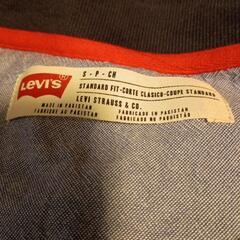 LEVI'S ®
S - P - CH
STANDARD FIT-CORTE CLASICO-COUPE STANDARD
LEVI STRAUSS & CO.
MADE IN PAKISTAN FABRICADO EN PAKISTAN
FABRIQUE AU PAKISTAN FABRICADO NO PAKISTAN